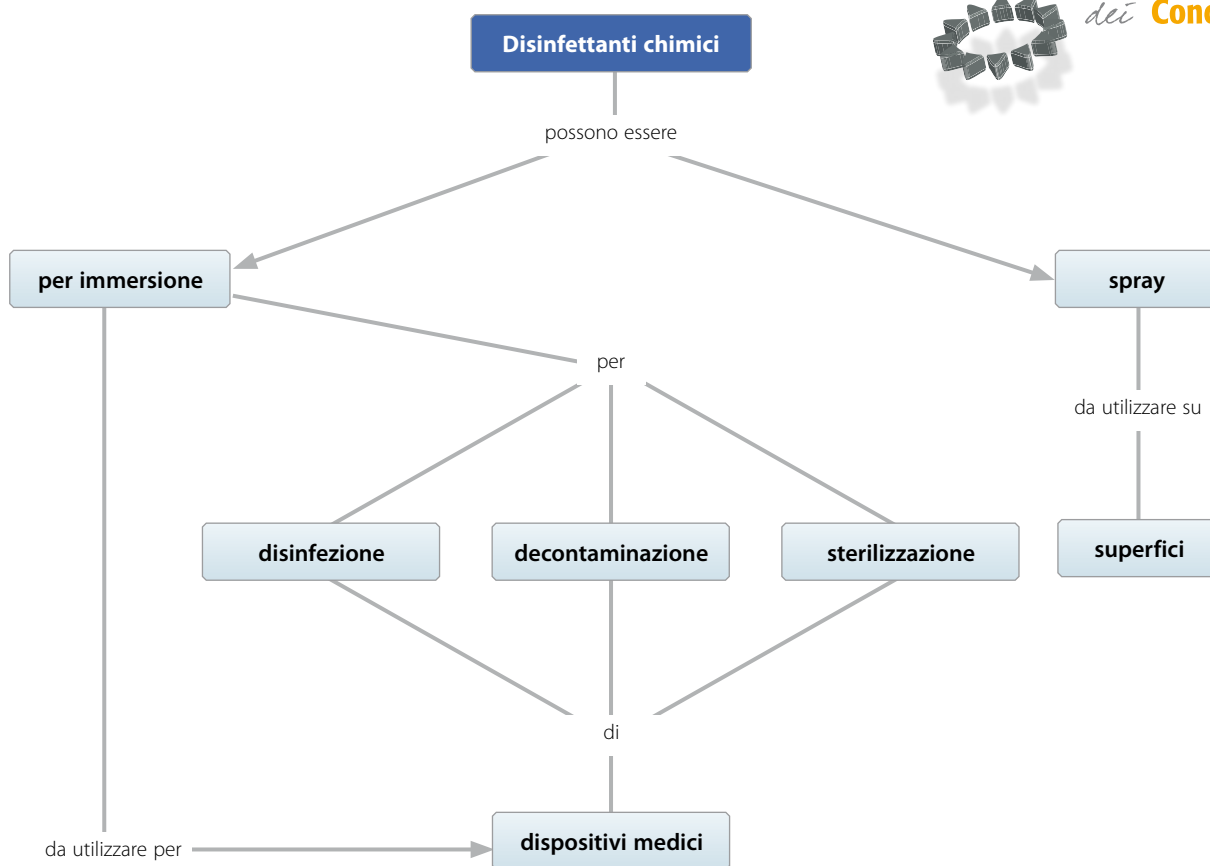 dei
Disinfettanti chimici
possono essere
per immersione
spray
per
da utilizzare su
disinfezione
decontaminazione
sterilizzazione
superfici
di
da utilizzare per
dispositivi medici